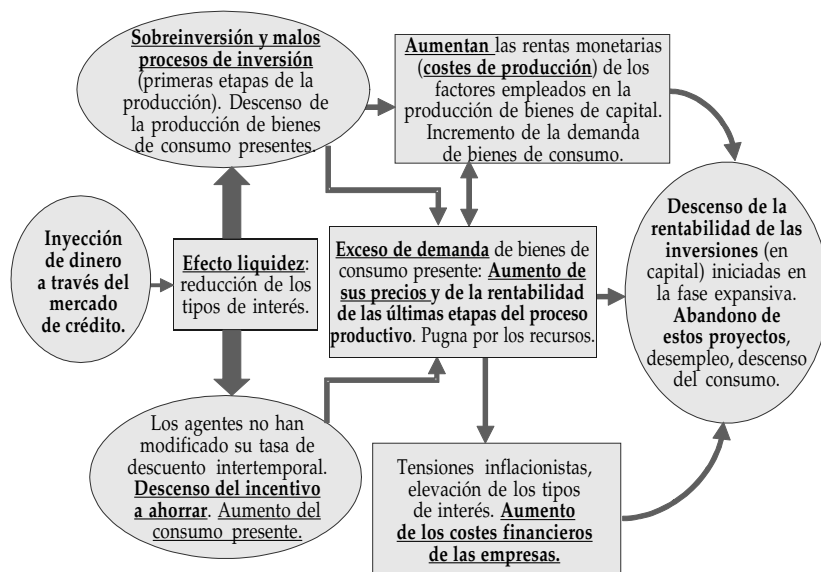 Sobreinversión y malos
procesos de inversión
(primeras etapas de la
producción). Descenso de
la producción de bienes
de consumo presentes.
Aumentan las rentas monetarias
(costes de producción) de los
factores empleados en la
producción de bienes de capital.
Incremento de la demanda
de bienes de consumo.
Inyección
de dinero
a través del
mercado
de crédito.
Efecto liquidez:
reducción de los
tipos de interés.
Exceso de demanda de bienes de
consumo presente: Aumento de
sus precios y de la rentabilidad
de las últimas etapas del proceso
productivo. Pugna por los recursos.
Descenso de la
rentabilidad de las
inversiones (en
capital) iniciadas en
la fase expansiva.
Abandono de
estos proyectos,
desempleo, descenso
del consumo.
Los agentes no han
modificado su tasa de
descuento intertemporal.
Descenso del incentivo
a ahorrar. Aumento del
consumo presente.
Tensiones inflacionistas,
elevación de los tipos
de interés. Aumento
de los costes financieros
de las empresas.